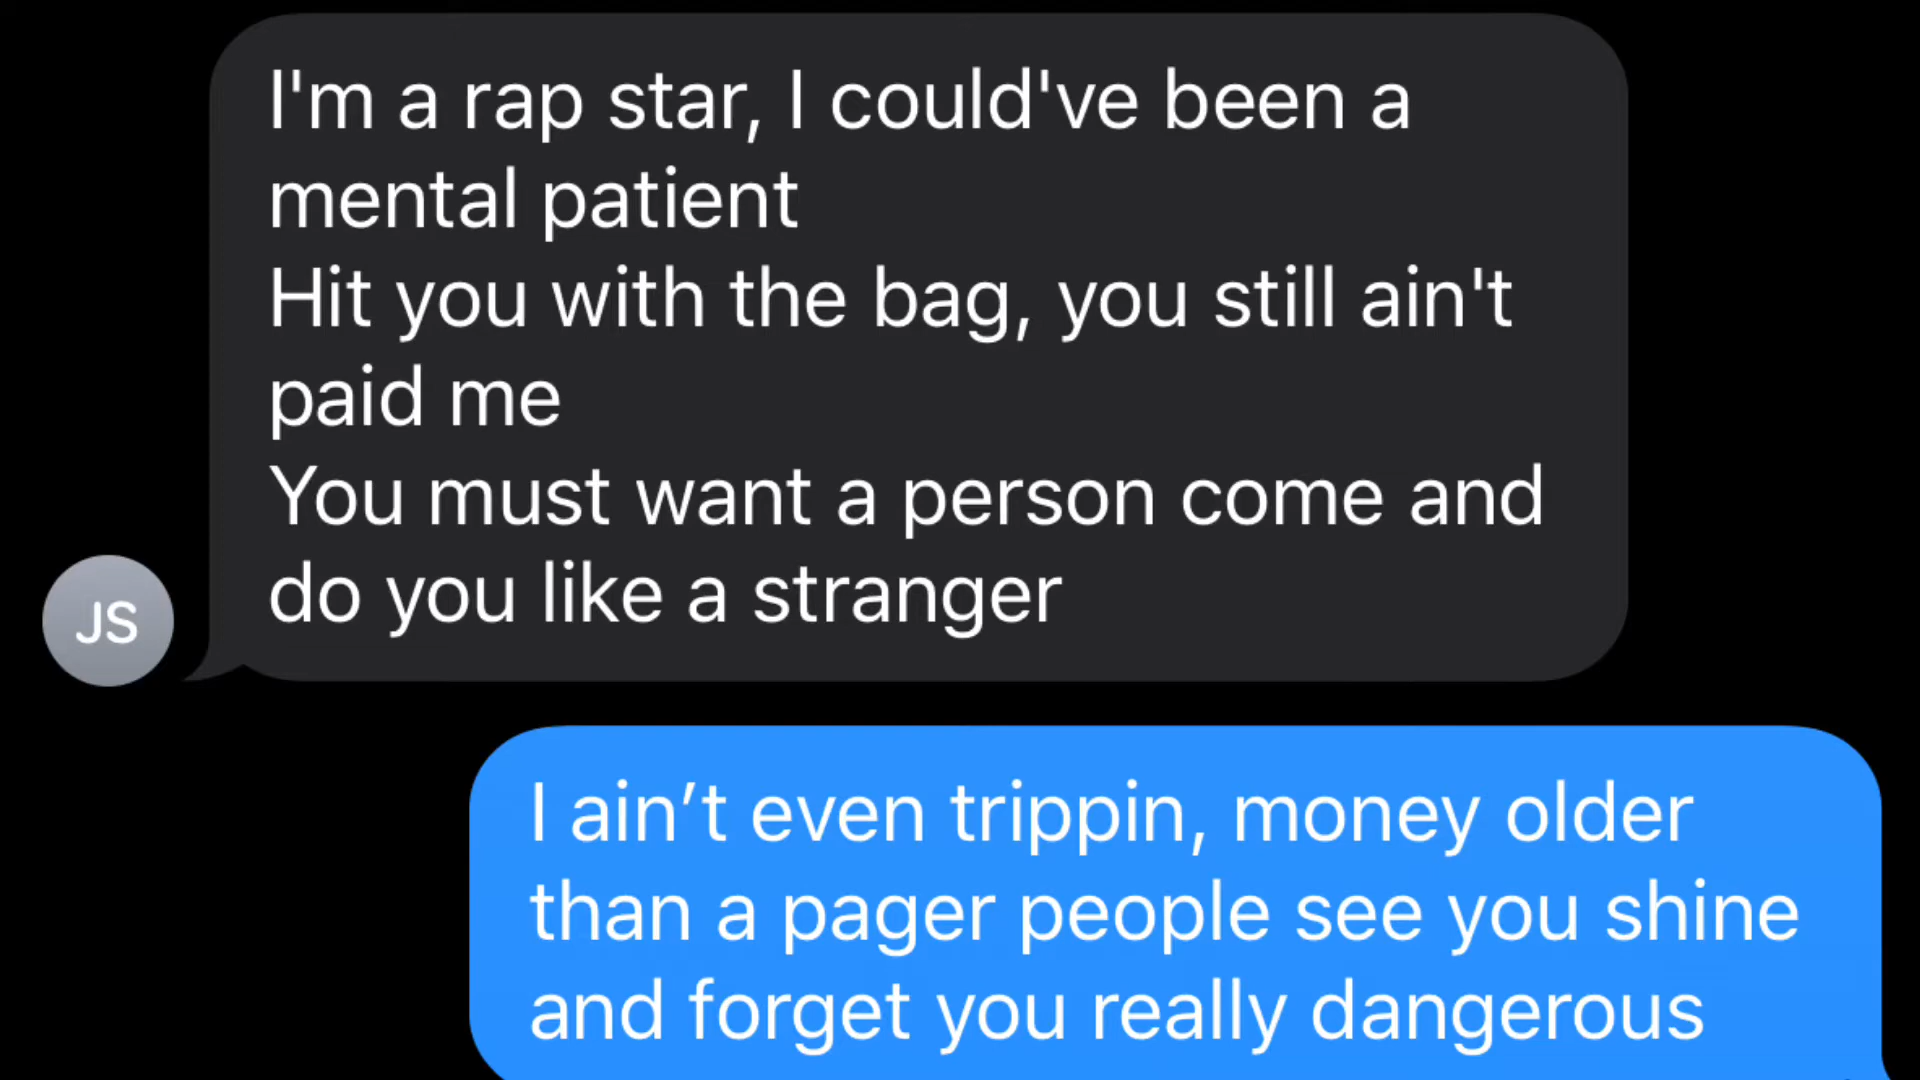 I'm a rap star, I could've been a
mental patient
Hit you with the bag, you still ain't
paid me
You must want a person come and
do you like a stranger
JS
I ain’t even trippin, money older
than a pager people see you shine
and forget you really dangerous